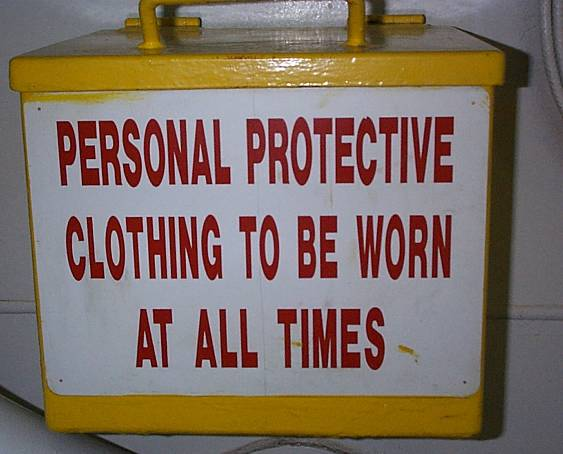 PERSONAL PROTECTIVE
CLOTHING TO BE WORN
AT ALL TIMES